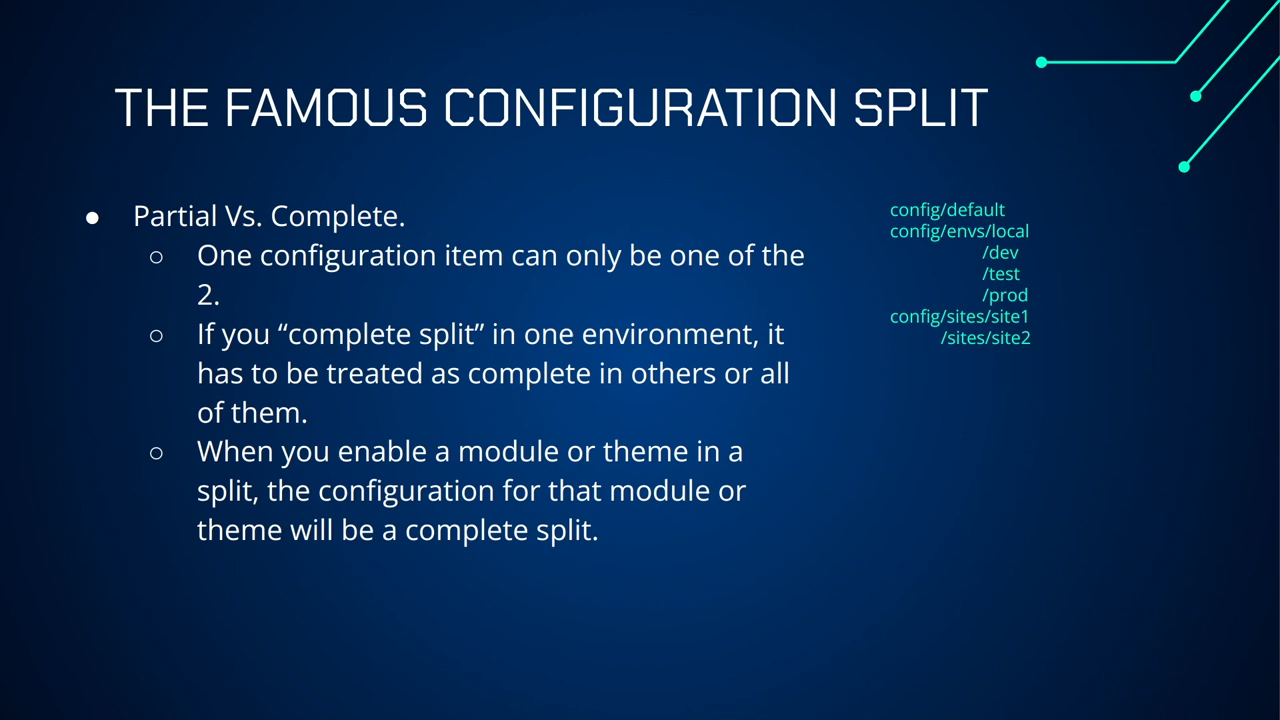 THE FAMOUS CONFIGURATION SPLIT
● Partial Vs. Complete.
○ One configuration item can only be one of the
2.
○ If you “complete split” in one environment, it
has to be treated as complete in others or all
of them.
○ When you enable a module or theme in a
split, the configuration for that module or
theme will be a complete split.
config/default
config/envs/local
/dev
/test
/prod
config/sites/site1
/sites/site2